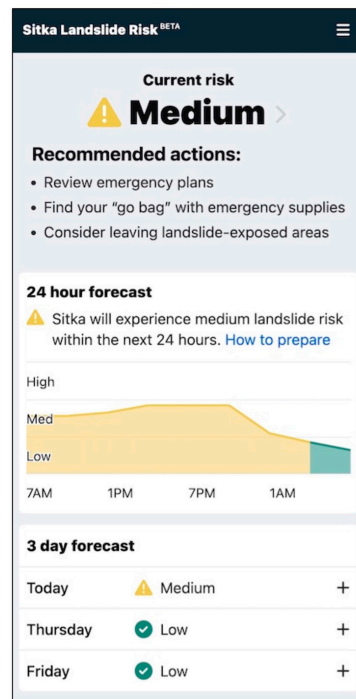 Sitka Landslide Risk BETA
Current risk
Medium
Recommended actions:
• Review emergency plans
• Find your “go bag” with emergency supplies
• Consider leaving landslide-exposed areas
24 hour forecast
Sitka will experience medium landslide risk
within the next 24 hours. How to prepare
High
Med
Low
7AM 1PM 7PM 1AM
3 day forecast
Today Medium +
Thursday Low +
Friday Low +